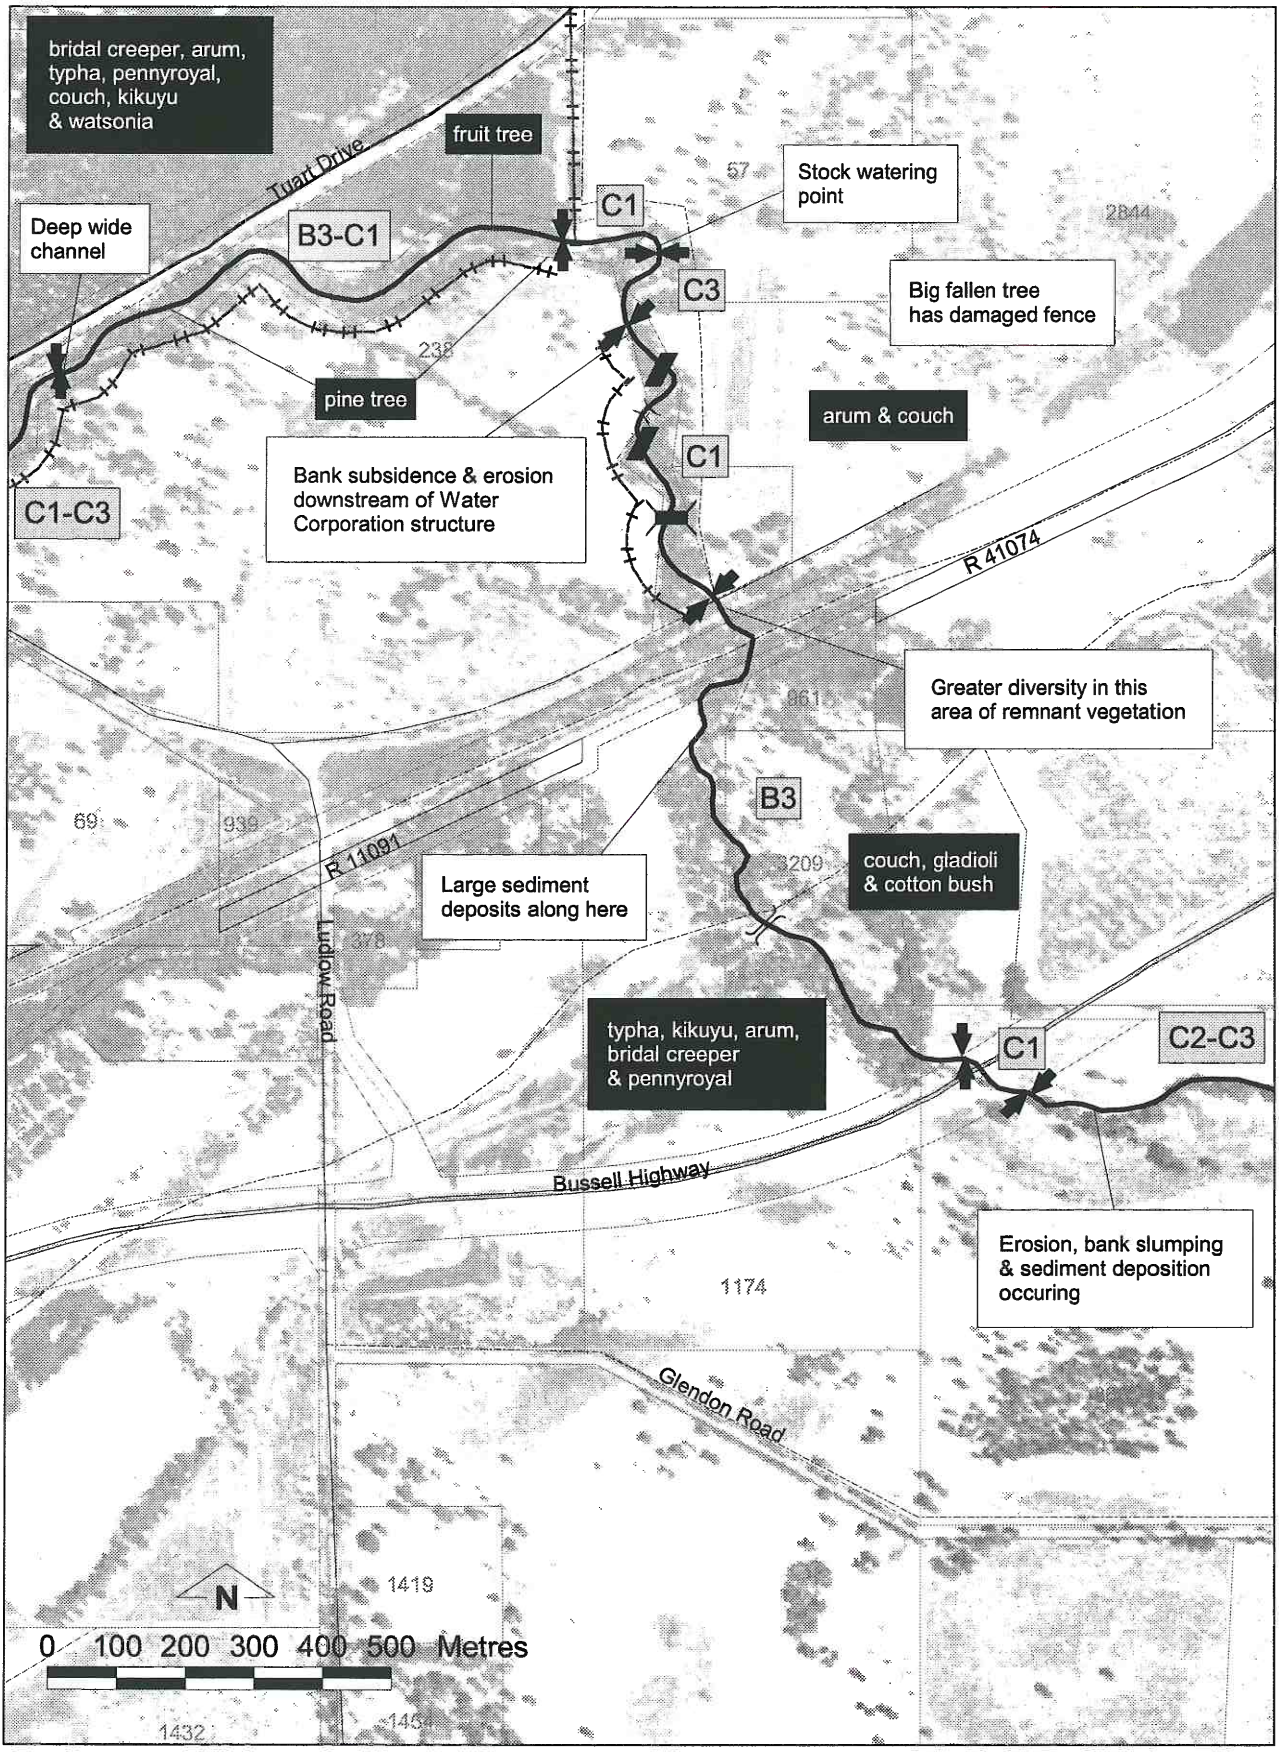 bridal creeper, arum,
typha, pennyroyal,
couch, kikuyu
& watsonia
fruit tree
Tuart Drive
Stock watering
point
57
2844
C1
Deep wide
channel
B3-C1
C3
Big fallen tree
has damaged fence
238
pine tree
arum & couch
C1
Bank subsidence & erosion
downstream of Water
Corporation structure
C1-C3
R 41074
Greater diversity in this
area of remnant vegetation
861
B3
69
939
R 11091
3209
couch, gladioli
& cotton bush
Large sediment
deposits along here
378
Ludlow Road
typha, kikuyu, arum,
bridal creeper
& pennyroyal
C1
C2-C3
Bussell Highway
Erosion, bank slumping
& sediment deposition
occuring
1174
Glendon Road
1419
N
0 100 200 300 400 500 Metres
1432
1454